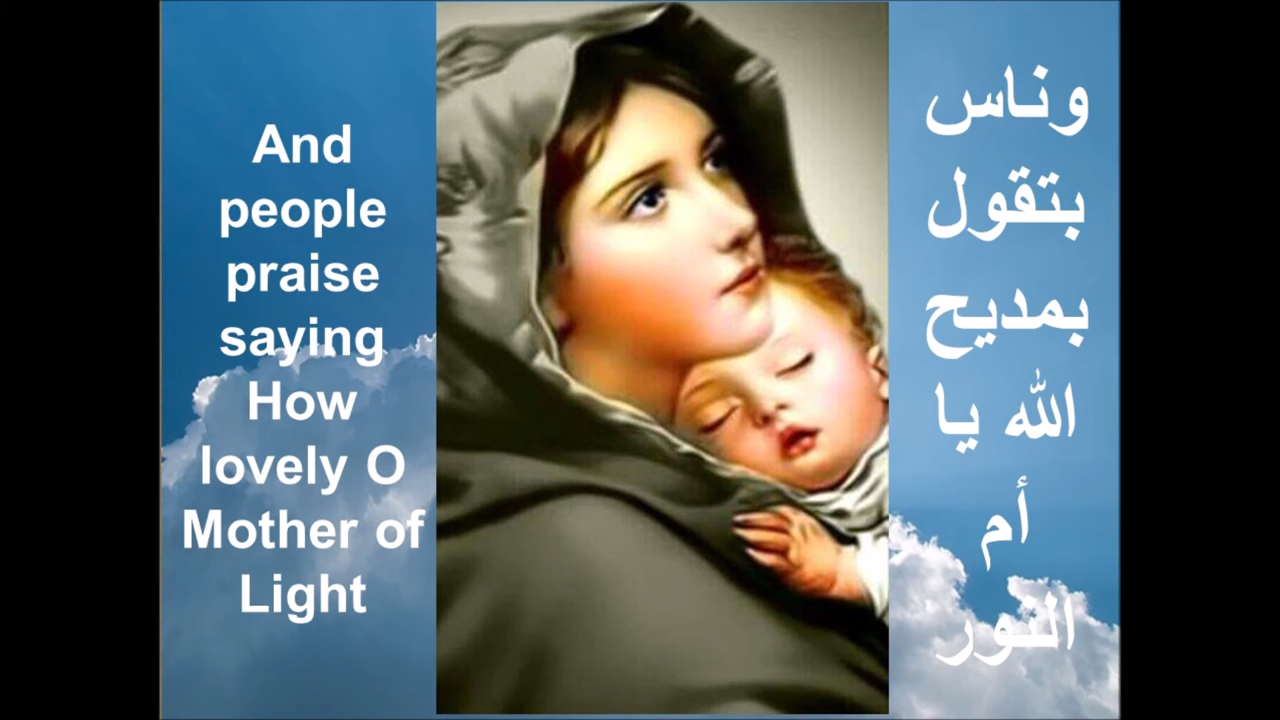 And
people
praise
saying
How
lovely O
Mother of
Light
وناس
بتقول
بمديح
الله يا
أم
النور